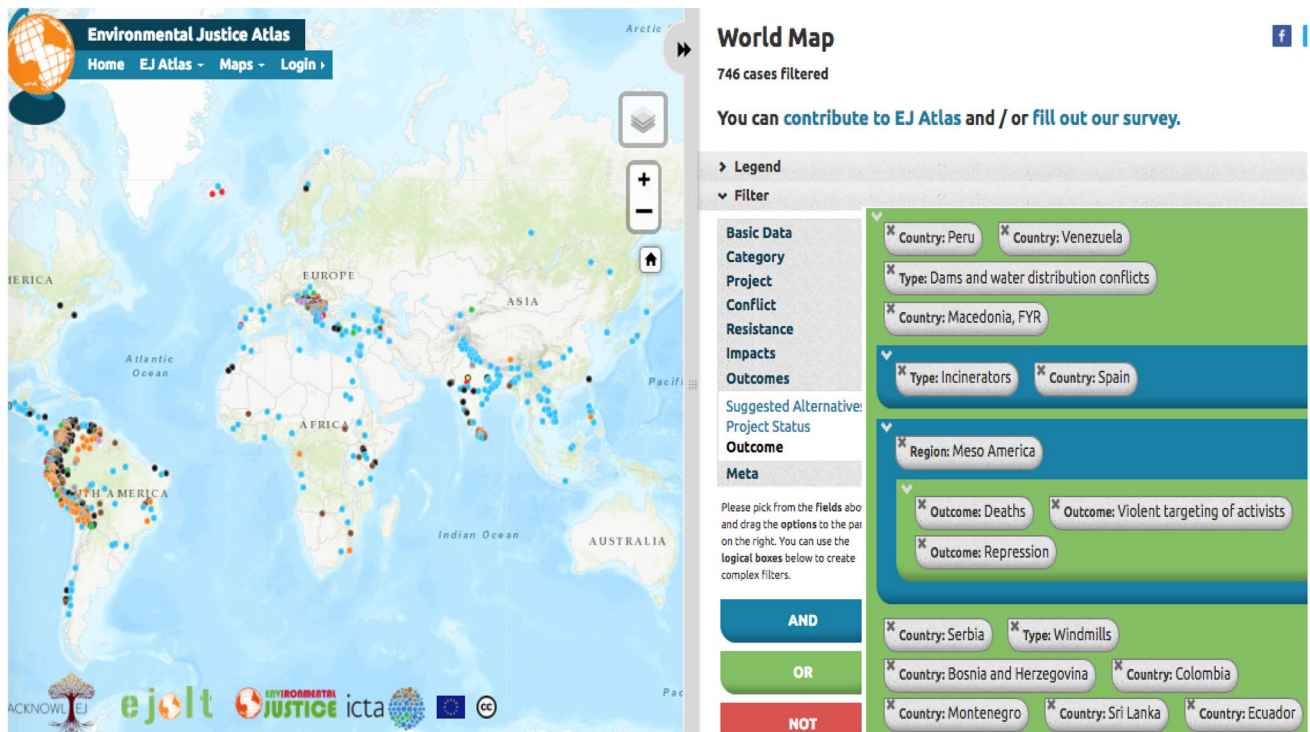 Environmental Justice Atlas
Home EJ Atlas Maps Login
Arctic
EUROPE
ASIA
Atlantic
Ocean
Pacifi
AFRICA
AMERICA
Indian Ocean
AUSTRALIA
Pac
ACKNOWL EJ
ejolt
ENVIRONMENTAL
JUSTICE
icta
cc
World Map
f
746 cases filtered
You can contribute to EJ Atlas and / or fill out our survey.
Legend
Filter
Basic Data
Category
Project
Conflict
Resistance
Impacts
Outcomes
Suggested Alternatives
Project Status
Outcome
Meta
Please pick from the fields abo
and drag the options to the par
on the right. You can use the
logical boxes below to create
complex filters.
AND
OR
NOT
Country: Peru
Country: Venezuela
Type: Dams and water distribution conflicts
Country: Macedonia, FYR
Type: Incinerators
Country: Spain
Region: Meso America
Outcome: Deaths
Outcome: Violent targeting of activists
Outcome: Repression
Country: Serbia
Type: Windmills
Country: Bosnia and Herzegovina
Country: Colombia
Country: Montenegro
Country: Sri Lanka
Country: Ecuador